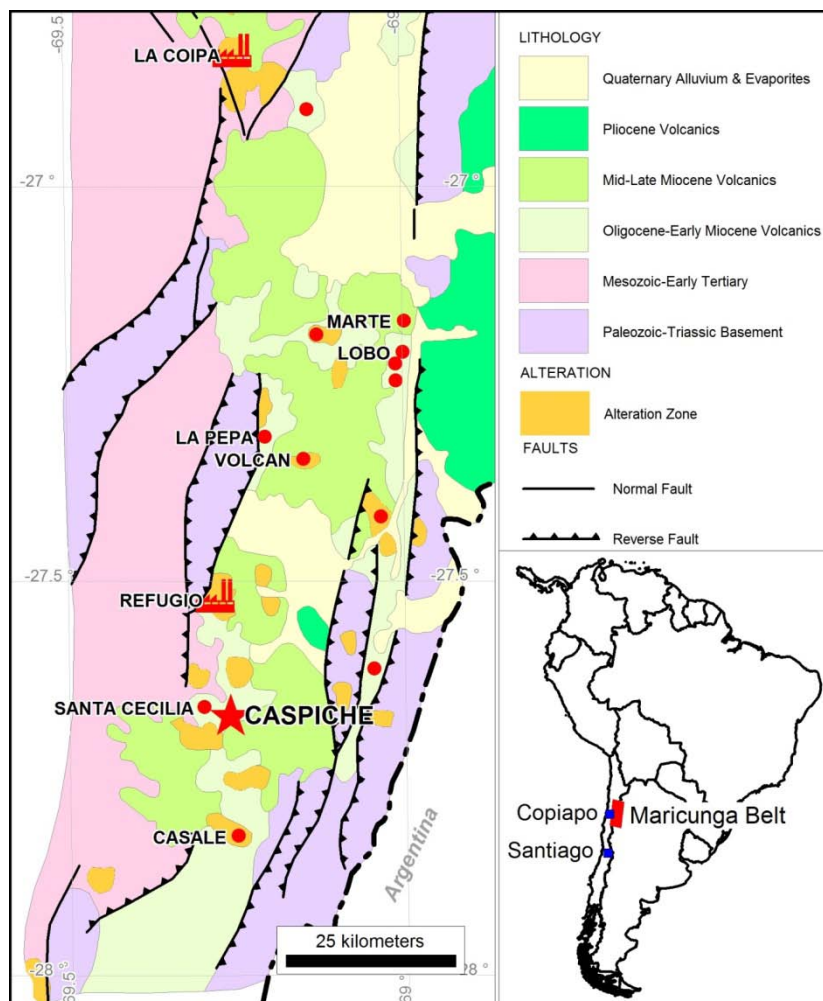 -69.5
-69
LA COIPA
-27 °
-27 °
MARTE
LOBO
LA PEPA
VOLCAN
-27.5
-27.5
REFUGIO
SANTA CECILIA
CASPICHE
CASALE
Argentina
25 kilometers
-28 °
-28 °
-69.5
-69
LITHOLOGY
Quaternary Alluvium & Evaporites
Pliocene Volcanics
Mid-Late Miocene Volcanics
Oligocene-Early Miocene Volcanics
Mesozoic-Early Tertiary
Paleozoic-Triassic Basement
ALTERATION
Alteration Zone
FAULTS
Normal Fault
Reverse Fault
Copiapo
Maricunga Belt
Santiago